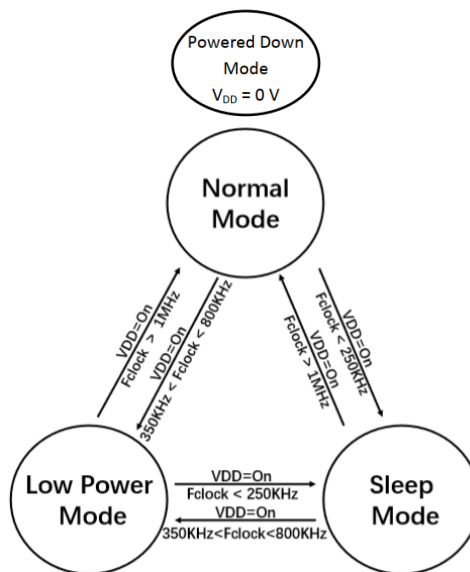 Powered Down
Mode
VDD = 0 V
Normal
Mode
VDD=On
Fclock > 1MHz
VDD=On
350KHz < Fclock < 800KHz
VDD=On
Fclock < 250KHz
VDD=On
Fclock > 1MHz
Low Power
Mode
VDD=On
Fclock < 250KHz
VDD=On
350KHz<Fclock<800KHz
Sleep
Mode